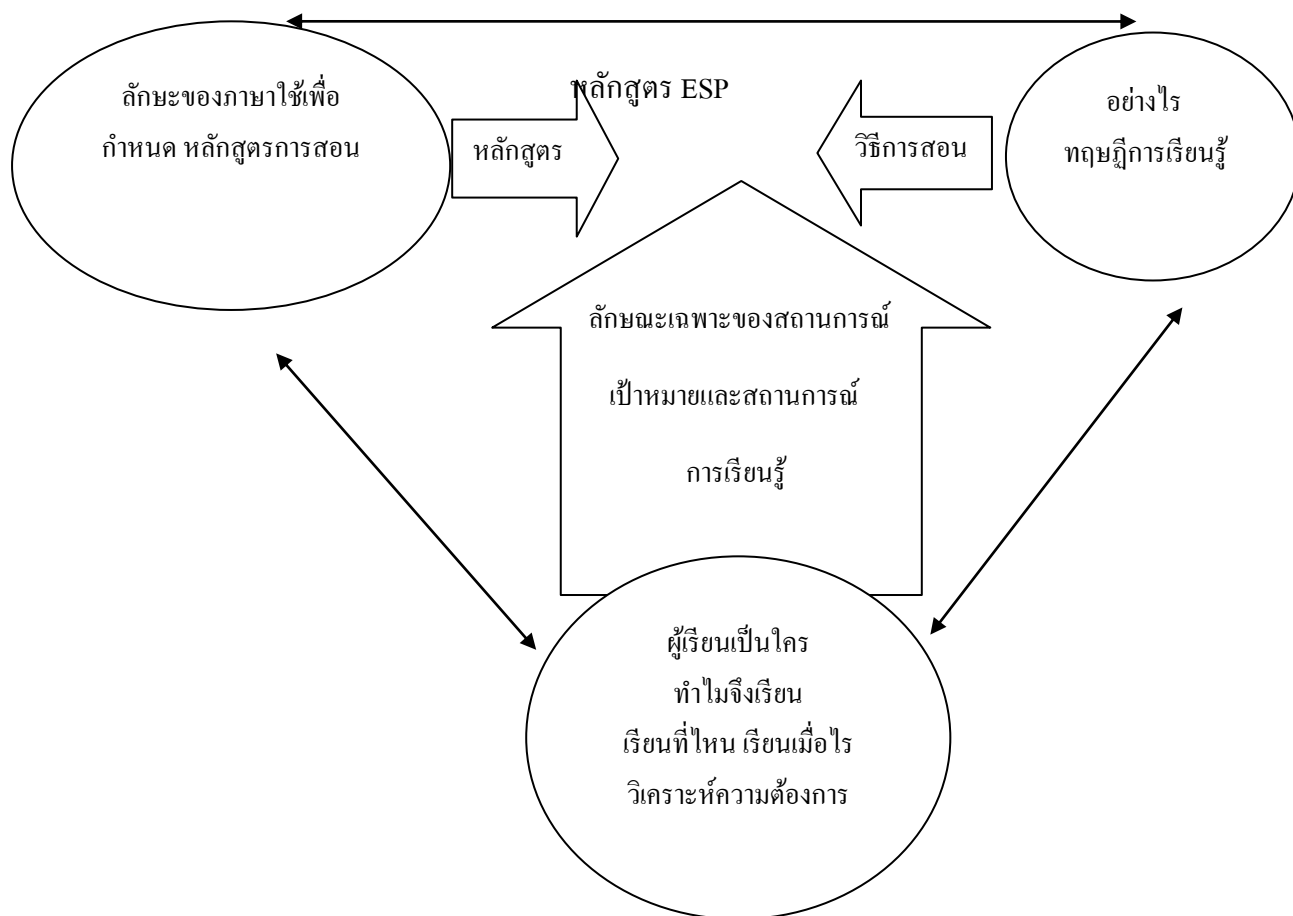 หลักสูตร ESP
ลักษะของภาษาใช้เพื่อ
กำหนด หลักสูตรการสอน
หลักสูตร
วิธีการสอน
อย่างไร
ทฤษฎีการเรียนรู้
ลักษณะเฉพาะของสถานการณ์
เป้าหมายและสถานการณ์
การเรียนรู้
ผู้เรียนเป็นใคร
ทำไมจึงเรียน
เรียนที่ไหน เรียนเมื่อไร
วิเคราะห์ความต้องการ